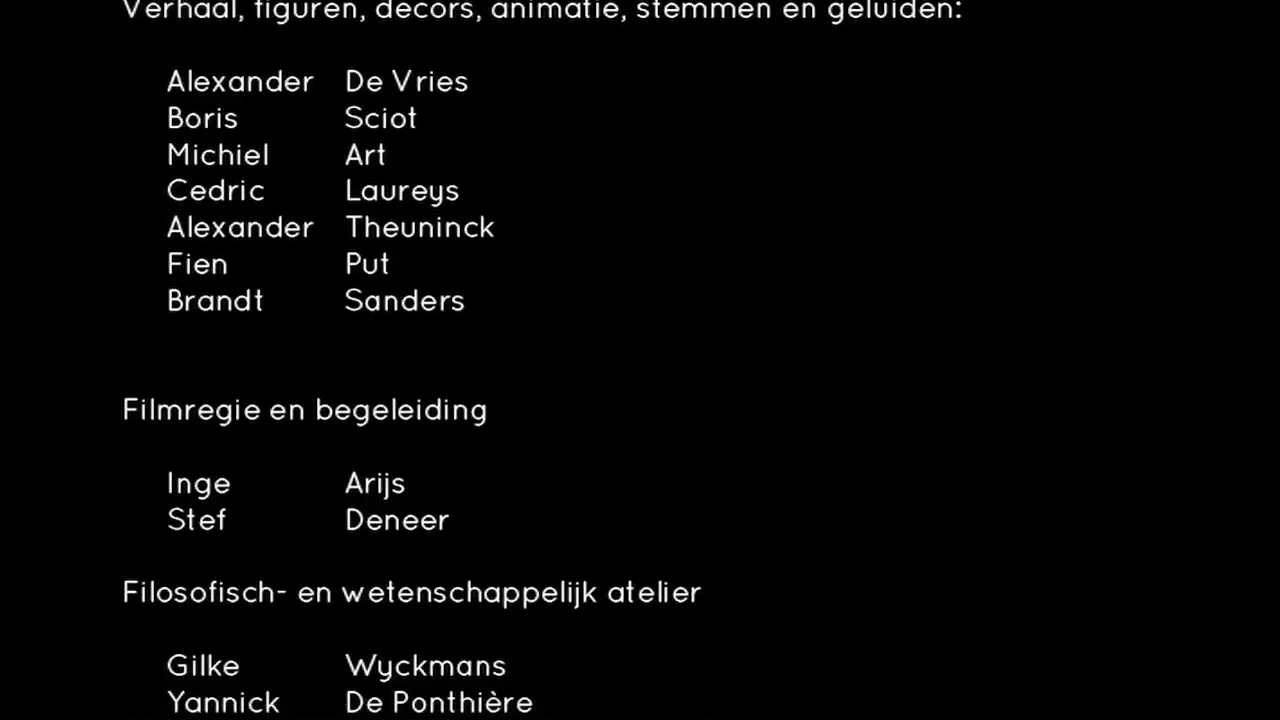 Verhaal, figuren, decors, animatie, stemmen en geluiden:
Alexander De Vries
Boris Sciot
Michiel Art
Cedric Laureys
Alexander Theuninck
Fien Put
Brandt Sanders
Filmregie en begeleiding
Inge Arijs
Stef Deneer
Filosofisch- en wetenschappelijk atelier
Gilke Wyckmans
Yannick De Ponthière